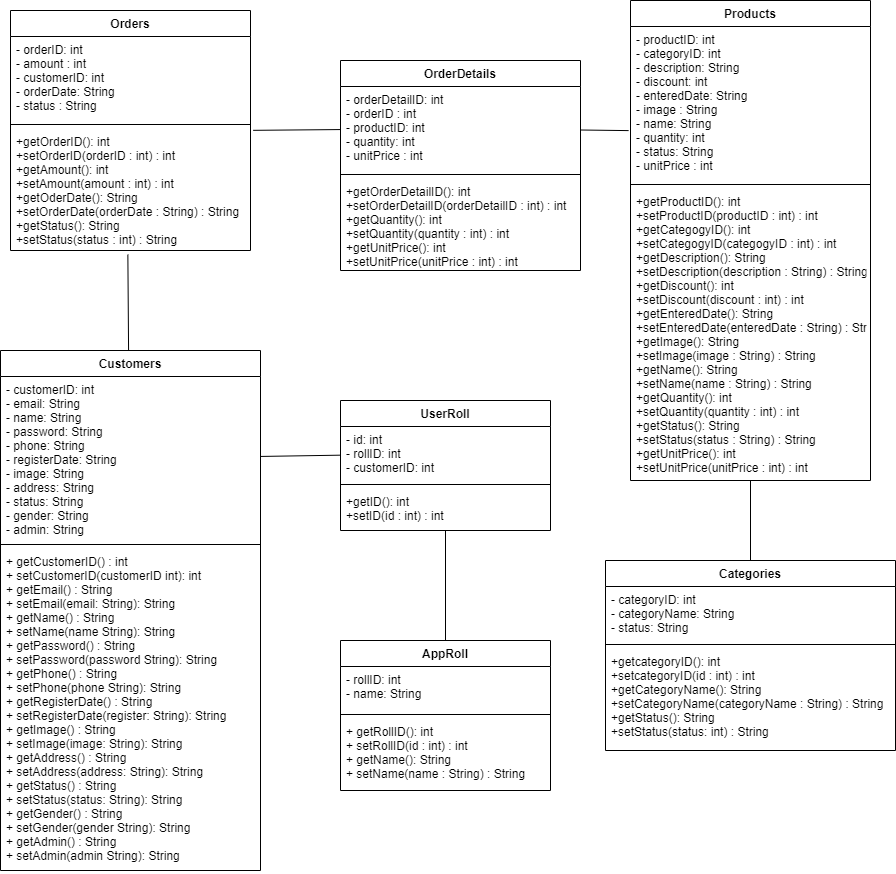 Orders
- orderID: int
- amount : int
- customerID: int
- orderDate: String
- status : String
+getOrderID(): int
+setOrderID(orderID : int) : int
+getAmount(): int
+setAmount(amount : int) : int
+getOderDate(): String
+setOrderDate(orderDate : String) : String
+getStatus(): String
+setStatus(status : int) : String
OrderDetails
- orderDetailID: int
- orderID : int
- productID: int
- quantity: int
- unitPrice : int
+getOrderDetailID(): int
+setOrderDetailID(orderDetailID : int) : int
+getQuantity(): int
+setQuantity(quantity : int) : int
+getUnitPrice(): int
+setUnitPrice(unitPrice : int) : int
Products
- productID: int
- categoryID: int
- description: String
- discount: int
- enteredDate: String
- image : String
- name: String
- quantity: int
- status: String
- unitPrice : int
+getProductID(): int
+setProductID(productID : int) : int
+getCategogyID(): int
+setCategogyID(categogyID : int) : int
+getDescription(): String
+setDescription(description : String) : String
+getDiscount(): int
+setDiscount(discount : int) : int
+getEnteredDate(): String
+setEnteredDate(enteredDate : String) : Str
+getImage(): String
+setImage(image : String) : String
+getName(): String
+setName(name : String) : String
+getQuantity(): int
+setQuantity(quantity : int) : int
+getStatus(): String
+setStatus(status : String) : String
+getUnitPrice(): int
+setUnitPrice(unitPrice : int) : int
Customers
- customerID: int
- email: String
- name: String
- password: String
- phone: String
- registerDate: String
- image: String
- address: String
- status: String
- gender: String
- admin: String
+ getCustomerID() : int
+ setCustomerID(customerID int): int
+ getEmail() : String
+ setEmail(email: String): String
+ getName() : String
+ setName(name String): String
+ getPassword() : String
+ setPassword(password String): String
+ getPhone() : String
+ setPhone(phone String): String
+ getRegisterDate() : String
+ setRegisterDate(register: String): String
+ getImage() : String
+ setImage(image: String): String
+ getAddress() : String
+ setAddress(address: String): String
+ getStatus() : String
+ setStatus(status: String): String
+ getGender() : String
+ setGender(gender String): String
+ getAdmin() : String
+ setAdmin(admin String): String
UserRoll
- id: int
- rollID: int
- customerID: int
+getID(): int
+setID(id : int) : int
AppRoll
- rollID: int
- name: String
+ getRollID(): int
+ setRollID(id : int) : int
+ getName(): String
+ setName(name : String) : String
Categories
- categoryID: int
- categoryName: String
- status: String
+getcategoryID(): int
+setcategoryID(id : int) : int
+getCategoryName(): String
+setCategoryName(categoryName : String) : String
+getStatus(): String
+setStatus(status: int) : String